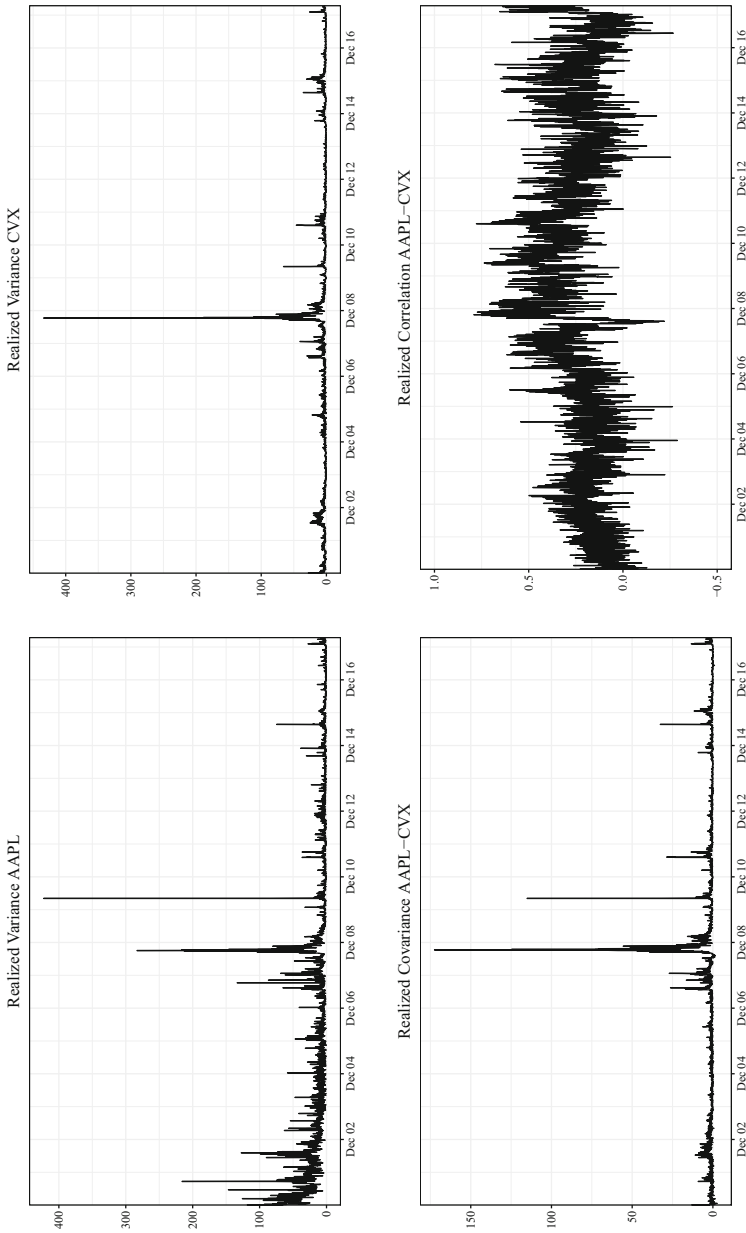 Realized Variance AAPL
400
300
200
100
0
Dec 02
Dec 04
Dec 06
Dec 08
Dec 10
Dec 12
Dec 14
Dec 16
Realized Variance CVX
400
300
200
100
0
Dec 02
Dec 04
Dec 06
Dec 08
Dec 10
Dec 12
Dec 14
Dec 16
Realized Covariance AAPL−CVX
150
100
50
0
Dec 02
Dec 04
Dec 06
Dec 08
Dec 10
Dec 12
Dec 14
Dec 16
Realized Correlation AAPL−CVX
1.0
0.5
0.0
−0.5
Dec 02
Dec 04
Dec 06
Dec 08
Dec 10
Dec 12
Dec 14
Dec 16